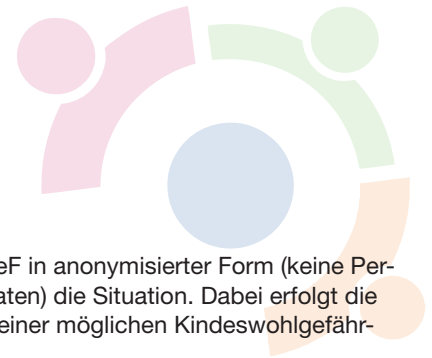 eF in anonymisierter Form (keine Per-
aten) die Situation. Dabei erfolgt die
einer möglichen Kindeswohlgefähr-